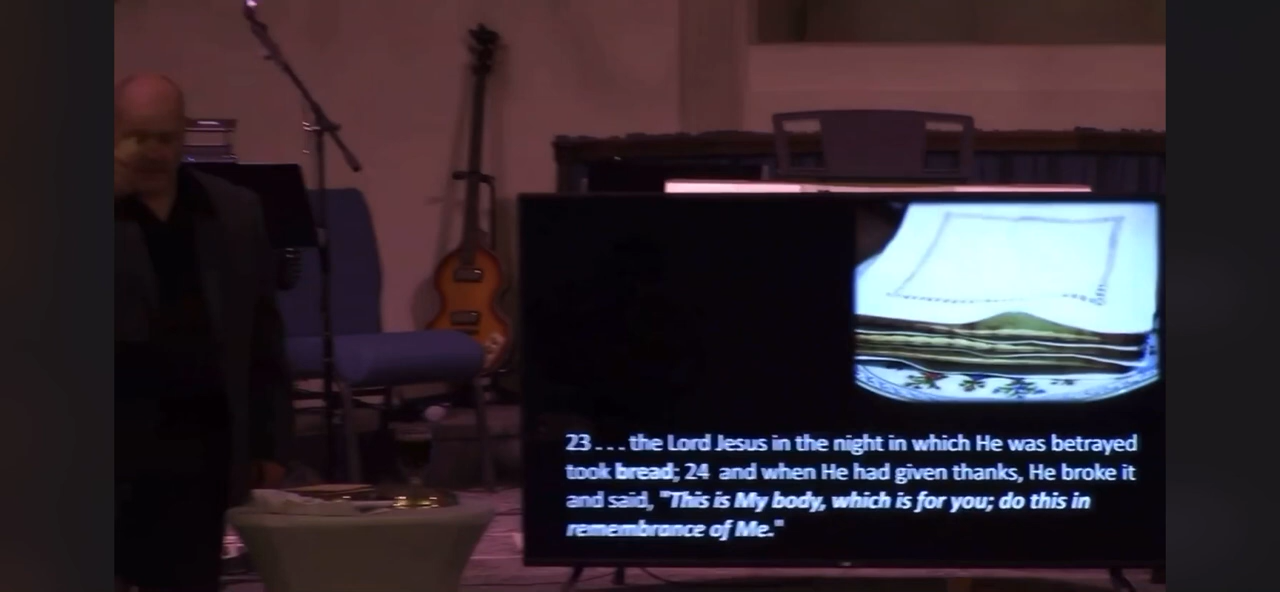 23 . . . the Lord Jesus in the night in which He was betrayed
took bread; 24 and when He had given thanks, He broke it
and said, "This is My body, which is for you; do this in
remembrance of Me."